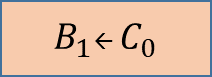 B₁ ← C₀